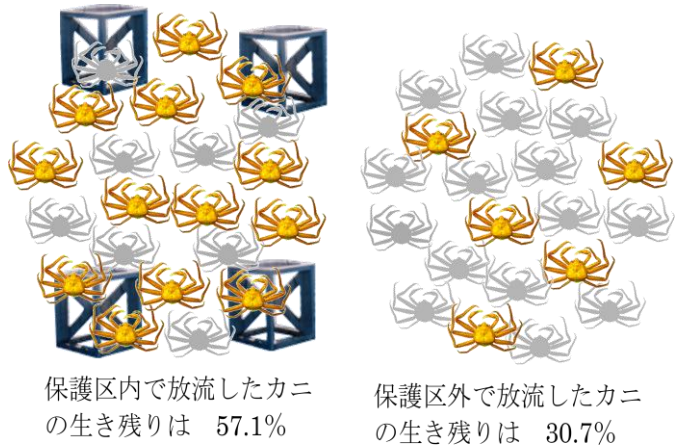 保護区内で放流したカニ
の生き残りは　57.1%
保護区外で放流したカニ
の生き残りは　30.7%